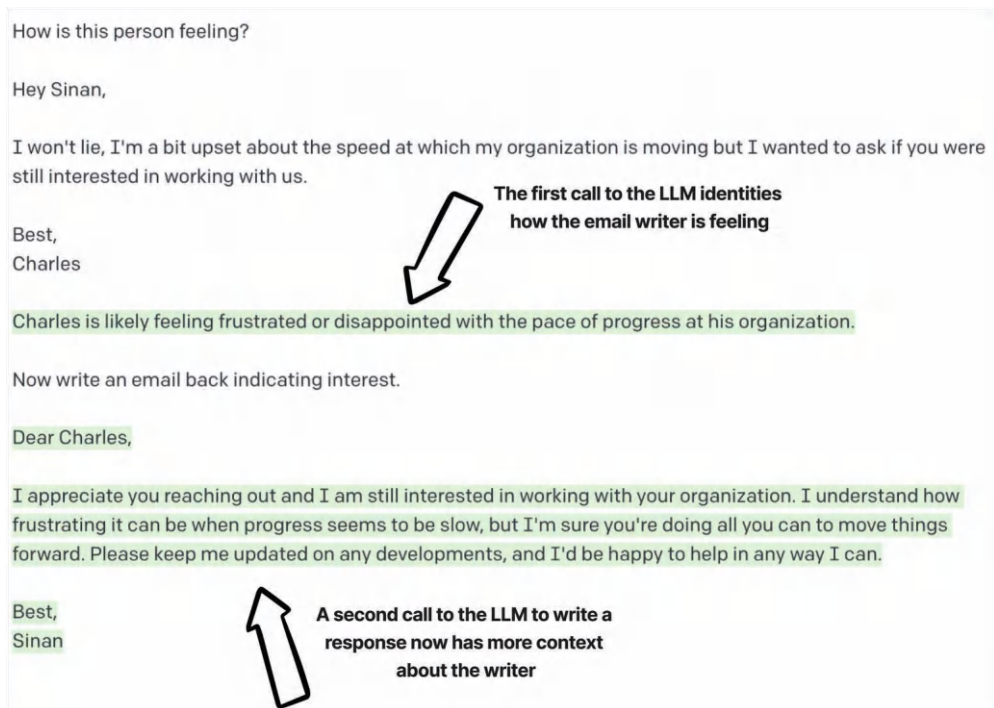 How is this person feeling?
Hey Sinan,
I won't lie, I'm a bit upset about the speed at which my organization is moving but I wanted to ask if you were
still interested in working with us.
The first call to the LLM identities
how the email writer is feeling
Best,
Charles
Charles is likely feeling frustrated or disappointed with the pace of progress at his organization.
Now write an email back indicating interest.
Dear Charles,
I appreciate you reaching out and I am still interested in working with your organization. I understand how
frustrating it can be when progress seems to be slow, but I'm sure you're doing all you can to move things
forward. Please keep me updated on any developments, and I'd be happy to help in any way I can.
Best,
Sinan
A second call to the LLM to write a
response now has more context
about the writer